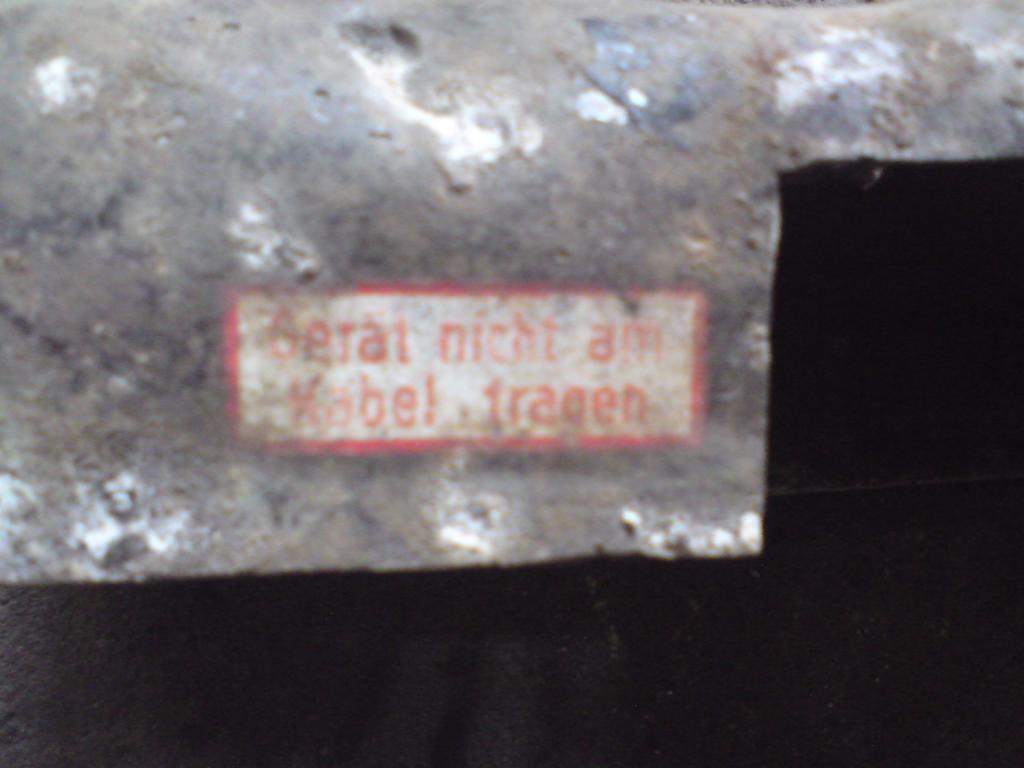 Gerät nicht am
Kabel tragen